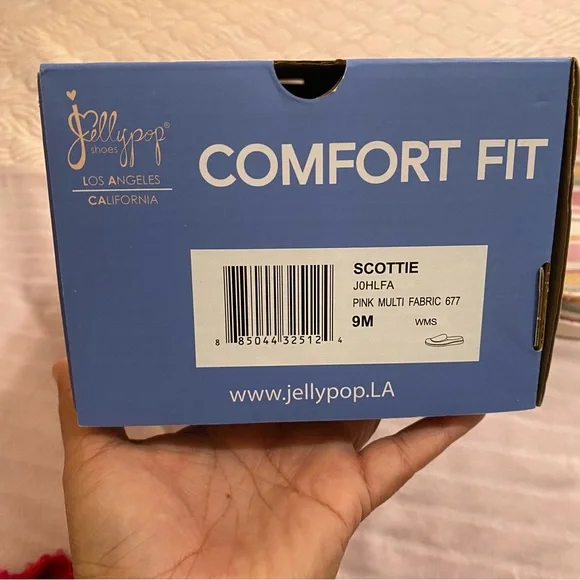 Jellypop®
shoes
LOS ANGELES
CALIFORNIA
COMFORT FIT
SCOTTIE
J0HLFA
PINK MULTI FABRIC 677
9M WMS
8 85044 32512 4
www.jellypop.LA